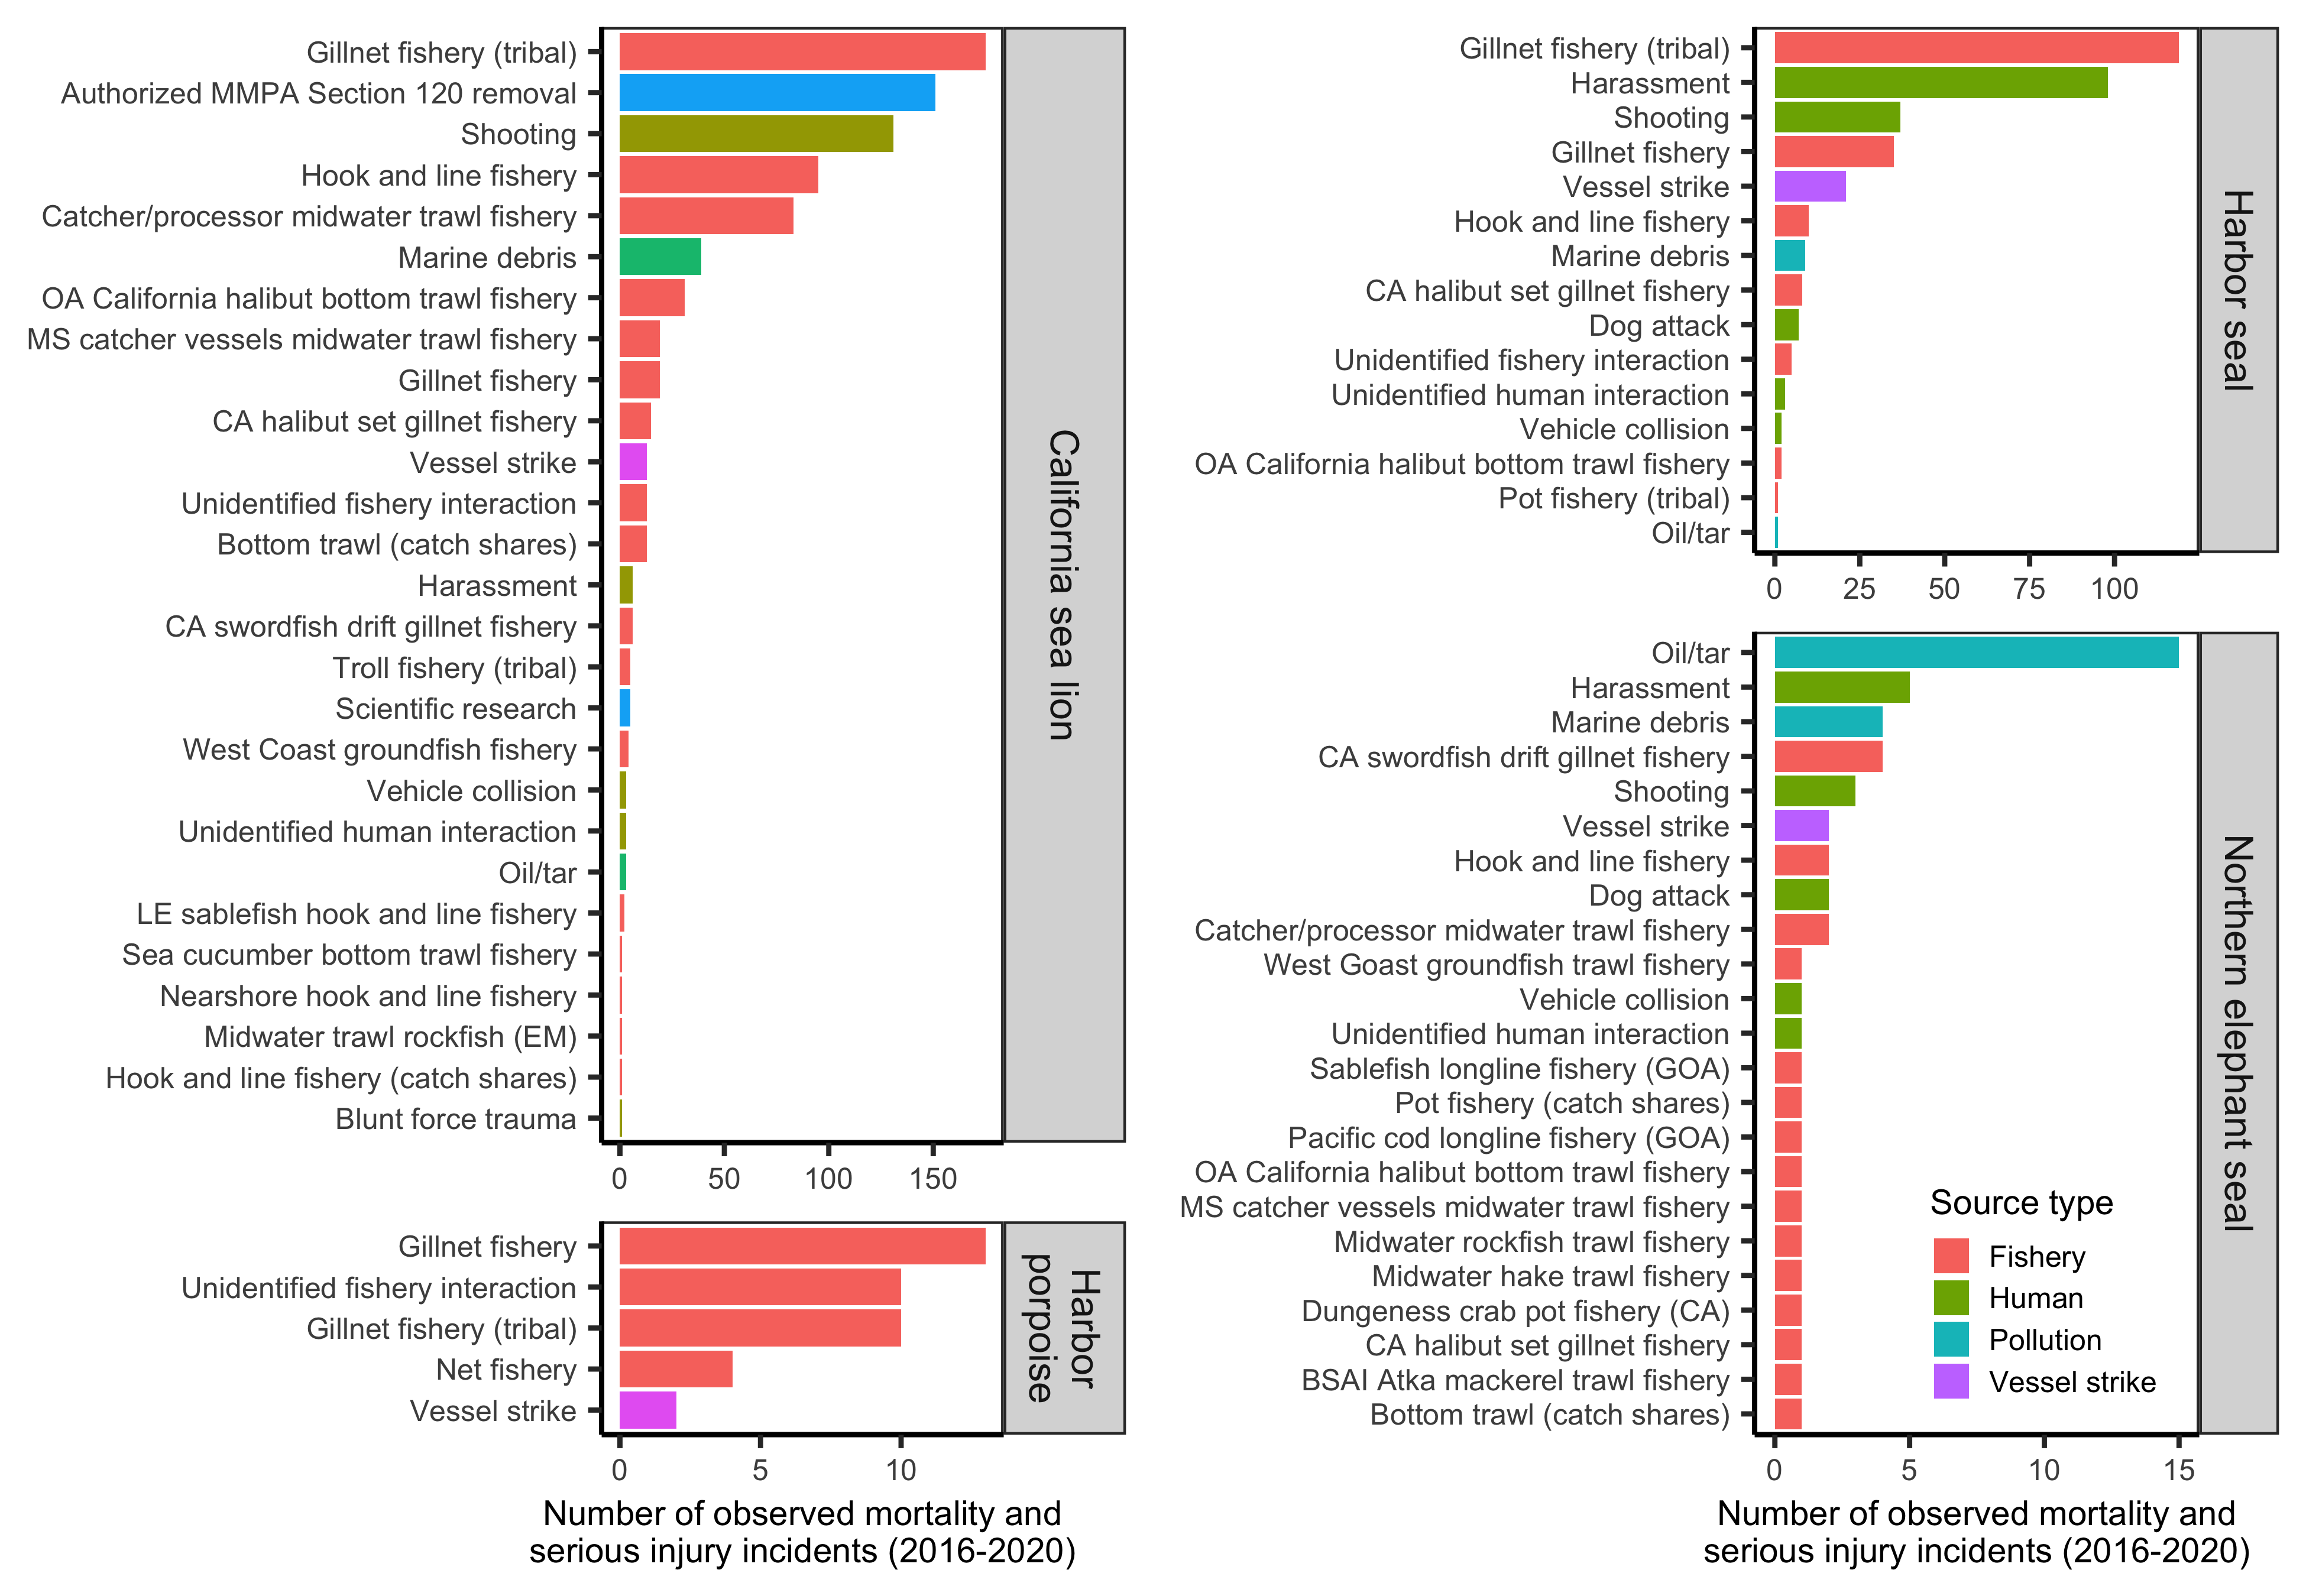 Gillnet fishery (tribal)
Authorized MMPA Section 120 removal
Shooting
Hook and line fishery
Catcher/processor midwater trawl fishery
Marine debris
OA California halibut bottom trawl fishery
MS catcher vessels midwater trawl fishery
Gillnet fishery
CA halibut set gillnet fishery
Vessel strike
Unidentified fishery interaction
Bottom trawl (catch shares)
Harassment
CA swordfish drift gillnet fishery
Troll fishery (tribal)
Scientific research
West Coast groundfish fishery
Vehicle collision
Unidentified human interaction
Oil/tar
LE sablefish hook and line fishery
Sea cucumber bottom trawl fishery
Nearshore hook and line fishery
Midwater trawl rockfish (EM)
Hook and line fishery (catch shares)
Blunt force trauma
0 50 100 150
California sea lion
Gillnet fishery
Unidentified fishery interaction
Gillnet fishery (tribal)
Net fishery
Vessel strike
0 5 10
Harbor
porpoise
Number of observed mortality and
serious injury incidents (2016-2020)
Gillnet fishery (tribal)
Harassment
Shooting
Gillnet fishery
Vessel strike
Hook and line fishery
Marine debris
CA halibut set gillnet fishery
Dog attack
Unidentified fishery interaction
Unidentified human interaction
Vehicle collision
OA California halibut bottom trawl fishery
Pot fishery (tribal)
Oil/tar
0 25 50 75 100
Harbor seal
Oil/tar
Harassment
Marine debris
CA swordfish drift gillnet fishery
Shooting
Vessel strike
Hook and line fishery
Dog attack
Catcher/processor midwater trawl fishery
West Goast groundfish trawl fishery
Vehicle collision
Unidentified human interaction
Sablefish longline fishery (GOA)
Pot fishery (catch shares)
Pacific cod longline fishery (GOA)
OA California halibut bottom trawl fishery
MS catcher vessels midwater trawl fishery
Midwater rockfish trawl fishery
Midwater hake trawl fishery
Dungeness crab pot fishery (CA)
CA halibut set gillnet fishery
BSAI Atka mackerel trawl fishery
Bottom trawl (catch shares)
0 5 10 15
Northern elephant seal
Source type
Fishery
Human
Pollution
Vessel strike
Number of observed mortality and
serious injury incidents (2016-2020)